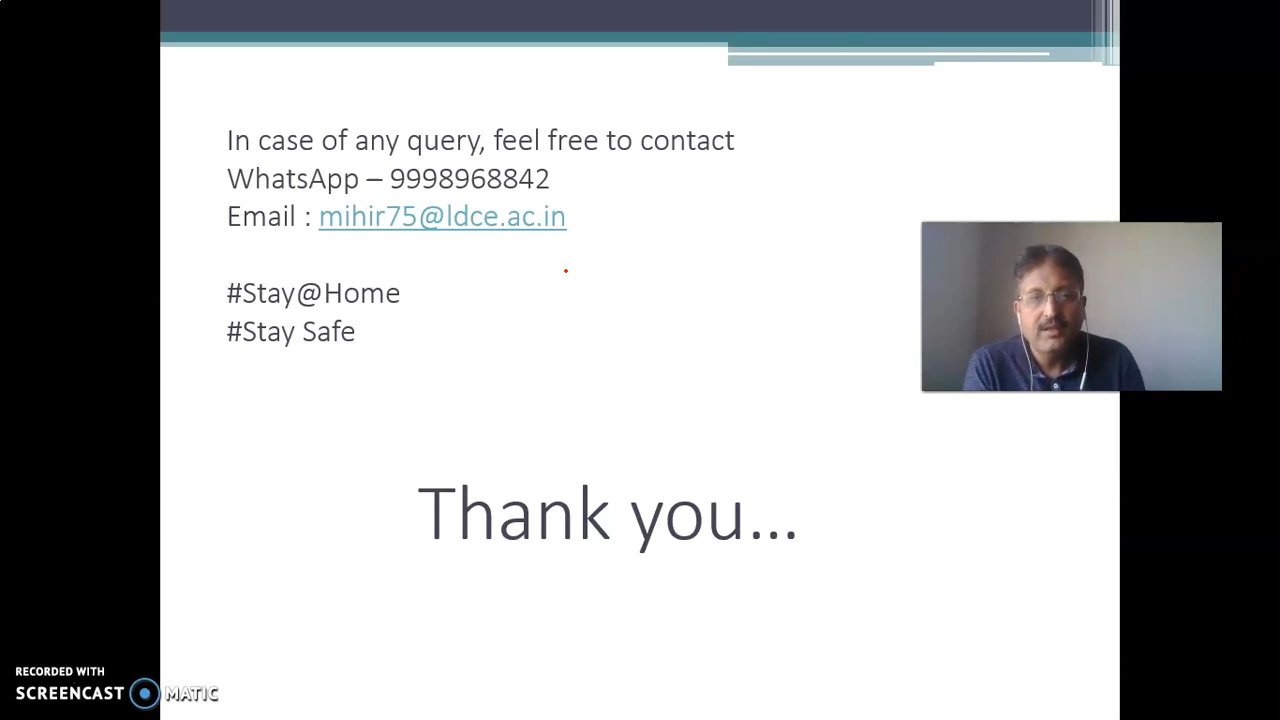 In case of any query, feel free to contact
WhatsApp – 9998968842
Email : mihir75@ldce.ac.in
#Stay@Home
#Stay Safe
Thank you...
RECORDED WITH
SCREENCAST MATIC